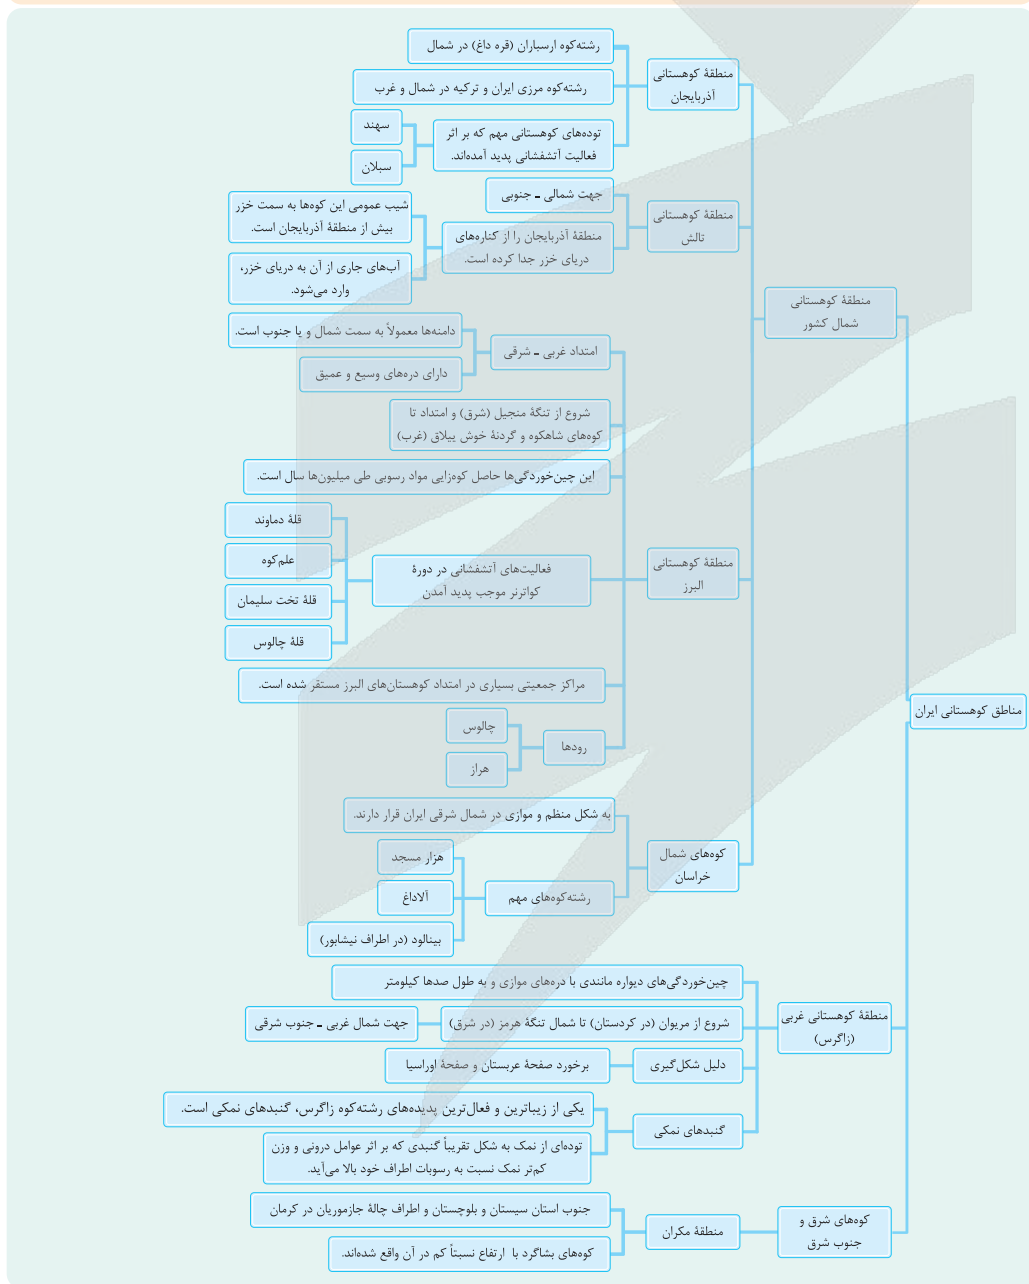 مناطق کوهستانی ایران
منطقهٔ کوهستانی
شمال کشور
منطقهٔ کوهستانی
آذربایجان
رشته‌کوه ارسباران (قره داغ) در شمال
رشته‌کوه مرزی ایران و ترکیه در شمال و غرب
توده‌های کوهستانی مهم که بر اثر
فعالیت آتشفشانی پدید آمده‌اند.
سهند
سبلان
منطقهٔ کوهستانی
تالش
جهت شمالی ـ جنوبی
منطقهٔ آذربایجان را از کناره‌های
دریای خزر جدا کرده است.
شیب عمومی این کوه‌ها به سمت خزر
بیش از منطقهٔ آذربایجان است.
آب‌های جاری از آن به دریای خزر،
وارد می‌شود.
منطقهٔ کوهستانی
البرز
امتداد غربی ـ شرقی
دامنه‌ها معمولاً به سمت شمال و یا جنوب است.
دارای دره‌های وسیع و عمیق
شروع از تنگهٔ منجیل (شرق) و امتداد تا
کوه‌های شاهکوه و گردنهٔ خوش ییلاق (غرب)
این چین‌خوردگی‌ها حاصل کوه‌زایی مواد رسوبی طی میلیون‌ها سال است.
فعالیت‌های آتشفشانی در دورهٔ
کواترنر موجب پدید آمدن
قلهٔ دماوند
علم‌کوه
قلهٔ تخت سلیمان
قلهٔ چالوس
مراکز جمعیتی بسیاری در امتداد کوهستان‌های البرز مستقر شده است.
رودها
چالوس
هراز
کوه‌های شمال
خراسان
به شکل منظم و موازی در شمال شرقی ایران قرار دارند.
رشته‌کوه‌های مهم
هزار مسجد
آلاداغ
بینالود (در اطراف نیشابور)
منطقهٔ کوهستانی غربی
(زاگرس)
چین‌خوردگی‌های دیواره مانندی با دره‌های موازی و به طول صدها کیلومتر
شروع از مریوان (در کردستان) تا شمال تنگهٔ هرمز (در شرق)
جهت شمال غربی ـ جنوب شرقی
دلیل شکل‌گیری
برخورد صفحهٔ عربستان و صفحهٔ اوراسیا
گنبدهای نمکی
یکی از زیباترین و فعال‌ترین پدیده‌های رشته‌کوه زاگرس، گنبدهای نمکی است.
توده‌ای از نمک به شکل تقریباً گنبدی که بر اثر عوامل درونی و وزن
کم‌تر نمک نسبت به رسوبات اطراف خود بالا می‌آید.
کوه‌های شرق و
جنوب شرق
منطقهٔ مکران
جنوب استان سیستان و بلوچستان و اطراف چالهٔ جازموریان در کرمان
کوه‌های بشاگرد با ارتفاع نسبتاً کم در آن واقع شده‌اند.